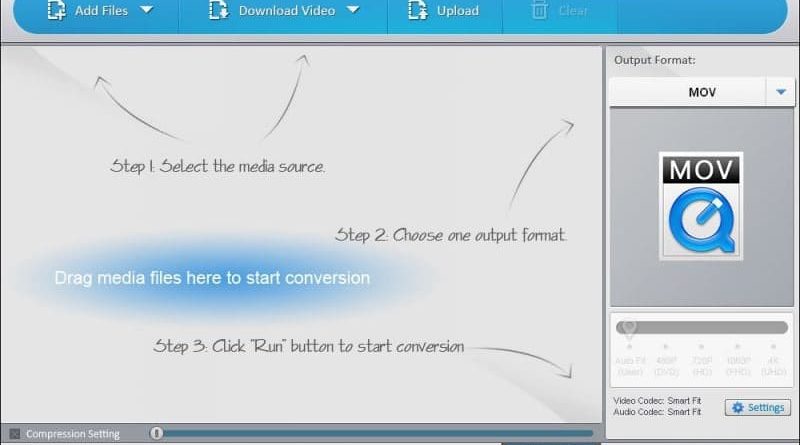 Add Files
Download Video
Upload
Clear
Output Format:
MOV
MOV
Step 1: Select the media source.
Step 2: Choose one output format.
Drag media files here to start conversion
Step 3: Click "Run" button to start conversion
Auto Fit 480P 720P 1080P 4K
(User) (DVD) (HD) (FHD) (UHD)
Video Codec: Smart Fit
Audio Codec: Smart Fit
Settings
Compression Setting